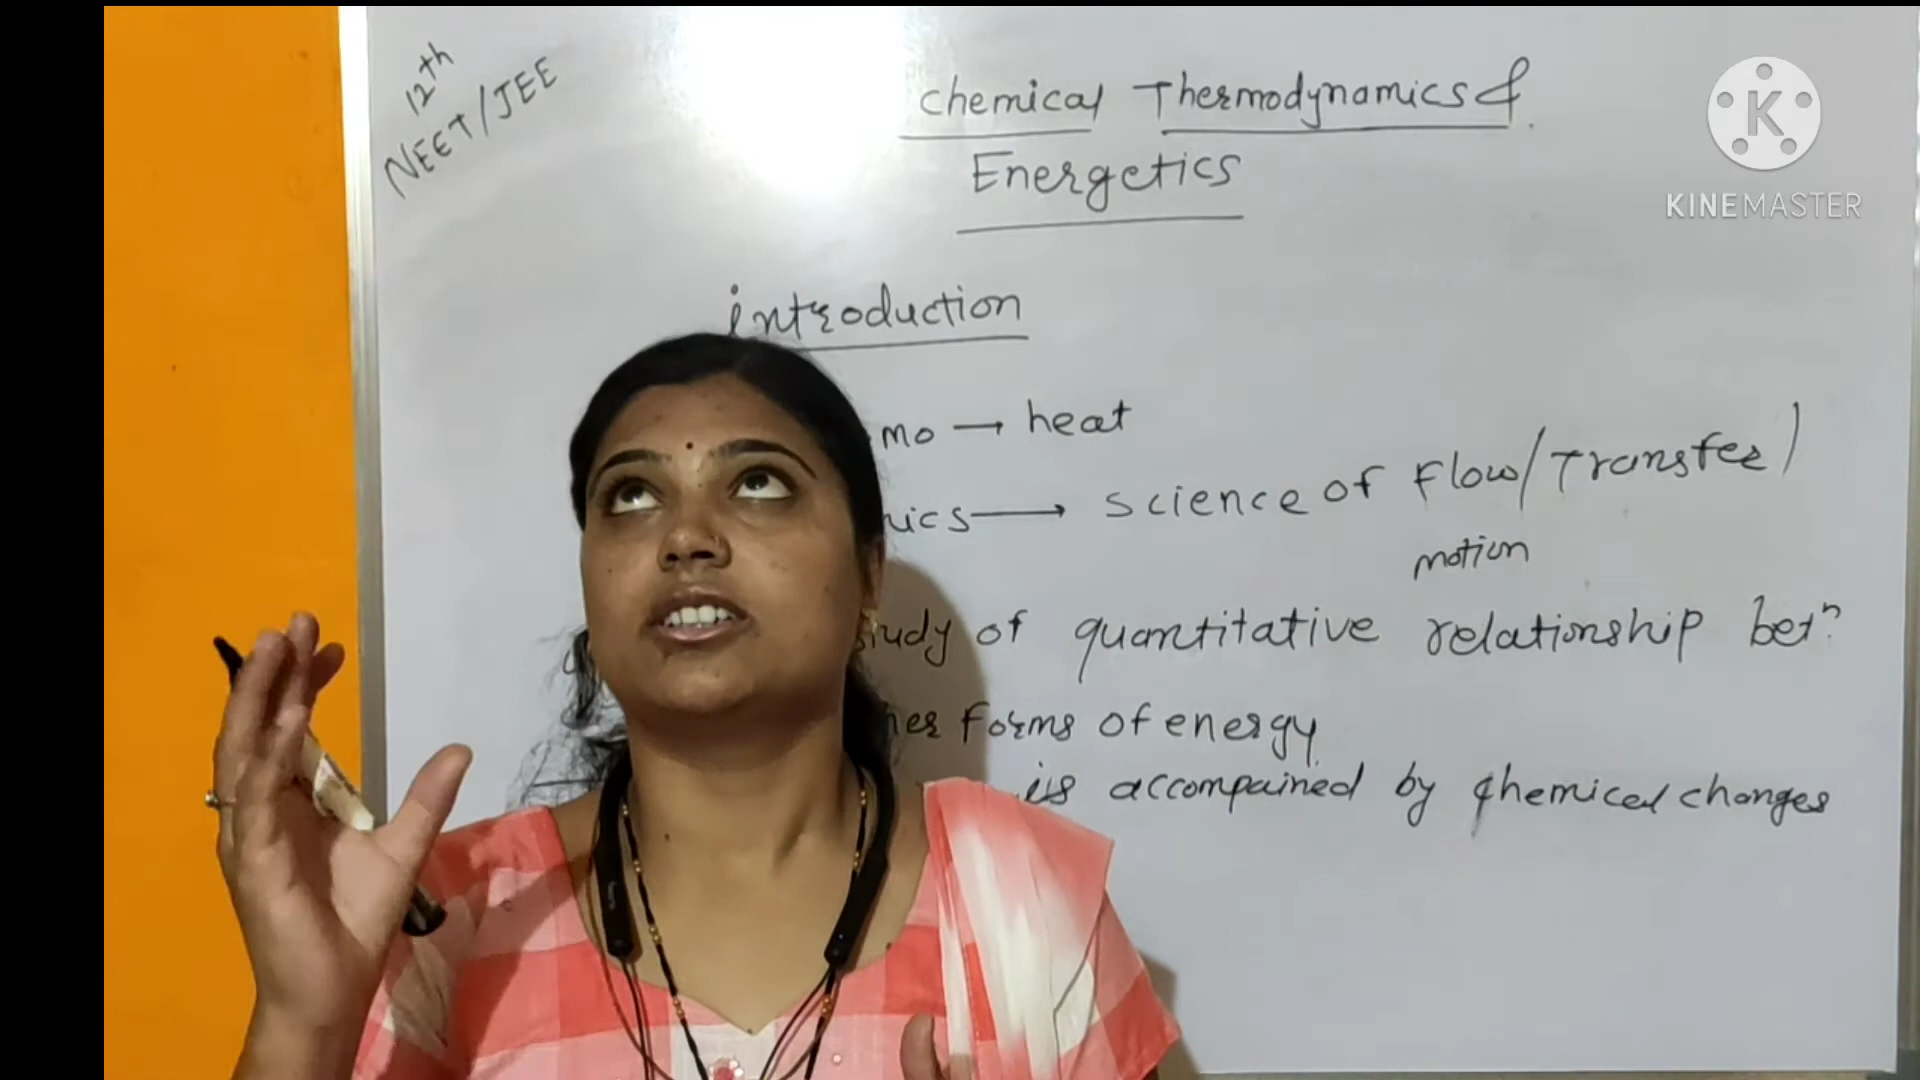 12th
NEET/JEE
Chemical Thermodynamics &
Energetics
KINEMASTER
introduction
mo → heat
ics → science of Flow/Transfer/
motion
study of quantitative relationship betn
her forms of energy
is accompained by chemical changes